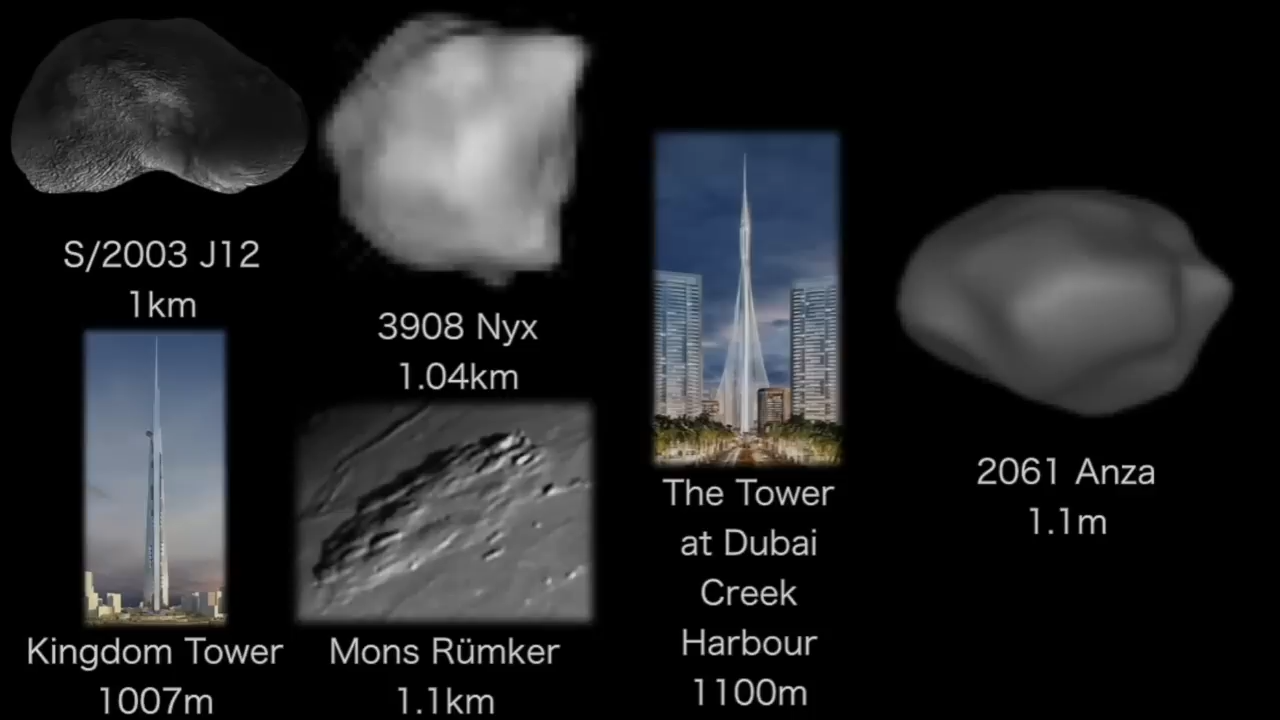 S/2003 J12
1km
3908 Nyx
1.04km
Kingdom Tower
1007m
Mons Rümker
1.1km
The Tower
at Dubai
Creek
Harbour
1100m
2061 Anza
1.1m